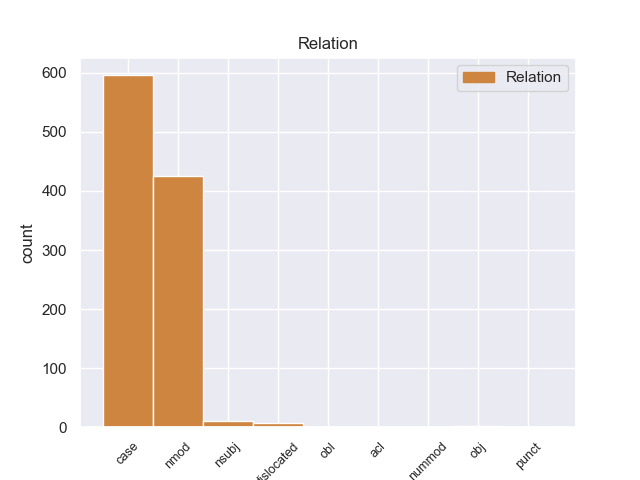 Relation
Relation
600
500
400
300
200
100
0
count
case nmod nsubj dislocated obl acl nummod obj punct